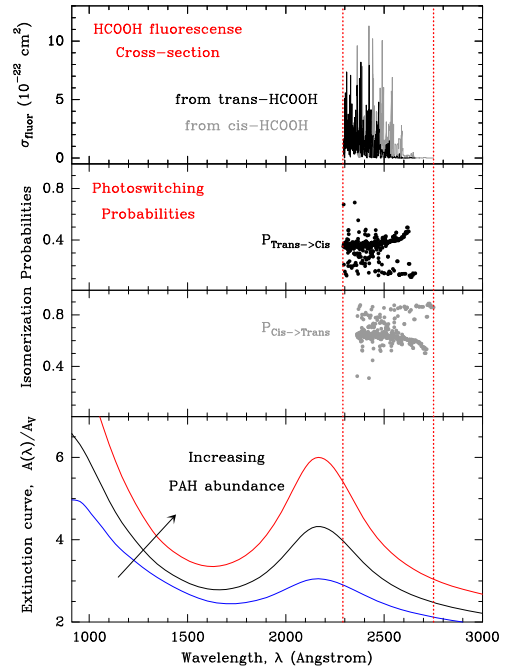 HCOOH fluorescense
Cross-section
from trans-HCOOH
from cis-HCOOH
σfluor (10⁻²² cm²)
10
5
0
Photoswitching
Probabilities
PTrans->Cis
0.8
0.4
PCis->Trans
0.8
0.4
Isomerization Probabilities
Increasing
PAH abundance
Extinction curve, A(λ)/AV
6
4
2
1000 1500 2000 2500 3000
Wavelength, λ (Angstrom)